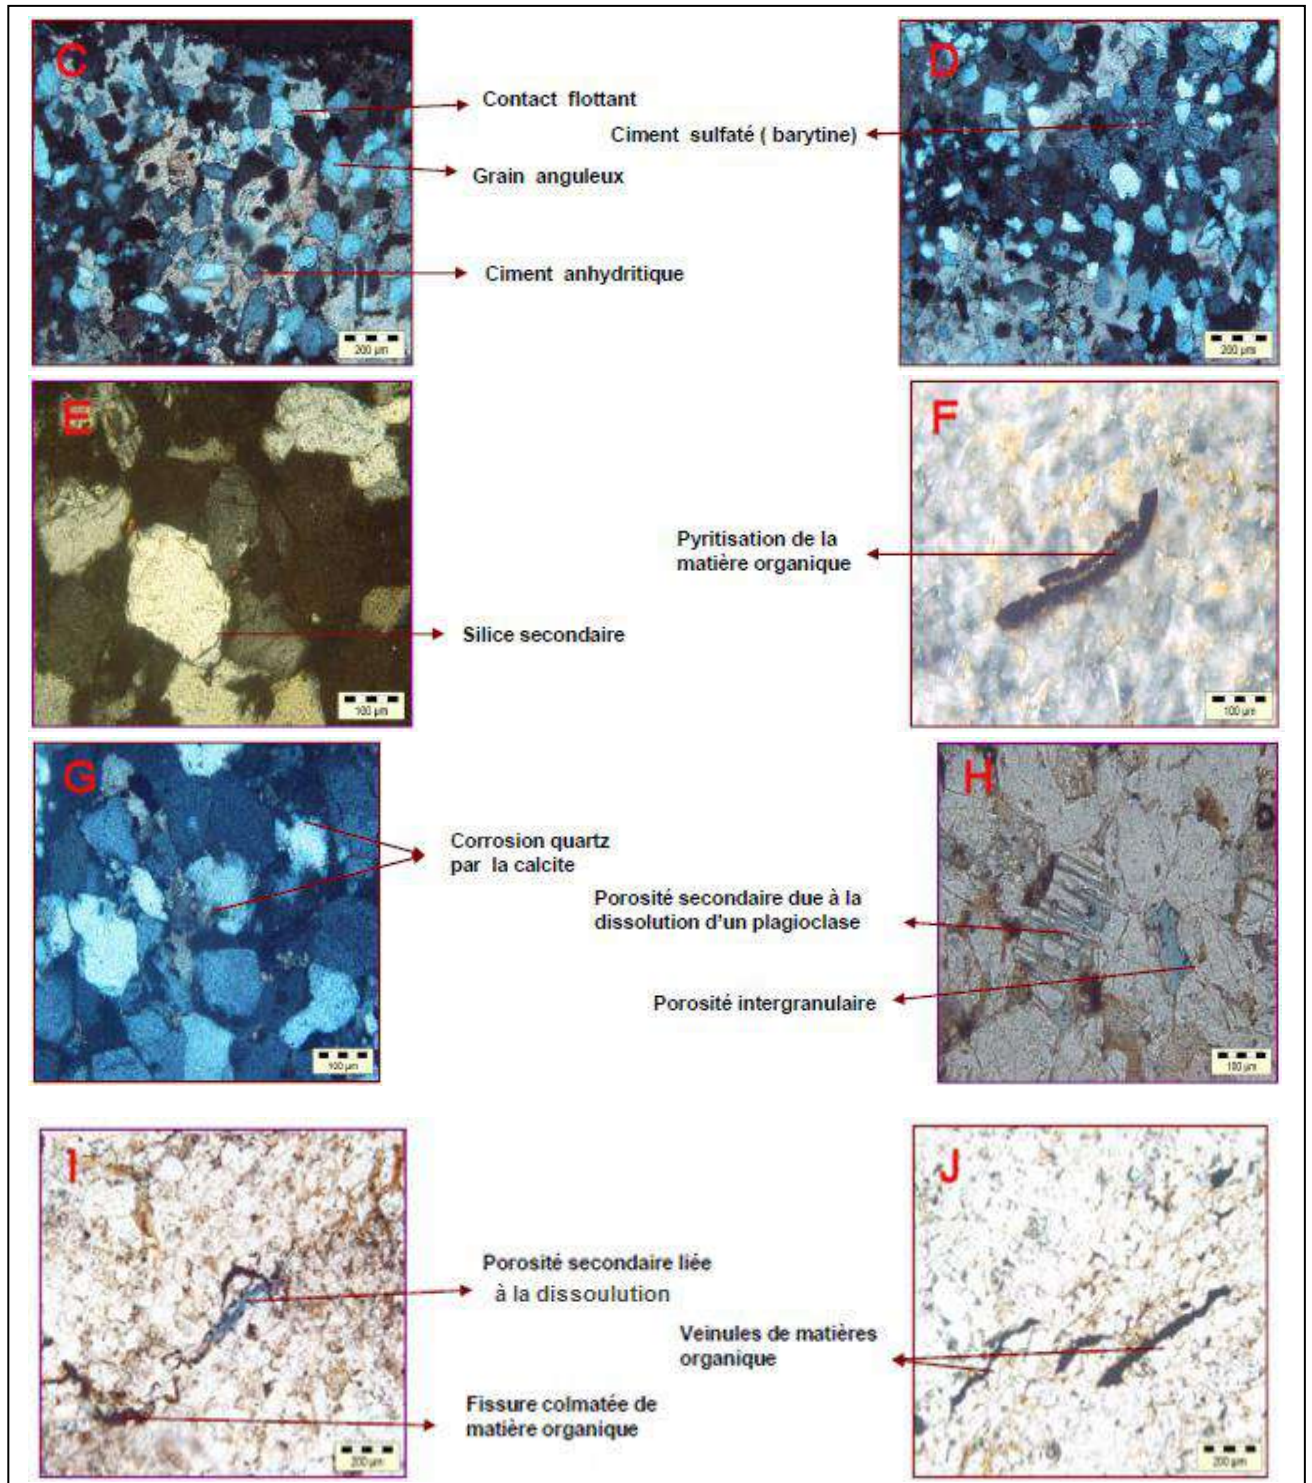 C
D
Contact flottant
Ciment sulfaté ( barytine)
Grain anguleux
Ciment anhydritique
200 µm
200 µm
E
F
Pyritisation de la
matière organique
Silice secondaire
100 µm
100 µm
G
H
Corrosion quartz
par la calcite
Porosité secondaire due à la
dissolution d'un plagioclase
Porosité intergranulaire
100 µm
100 µm
I
J
Porosité secondaire liée
à la dissoulution
Veinules de matières
organique
Fissure colmatée de
matière organique
200 µm
200 µm